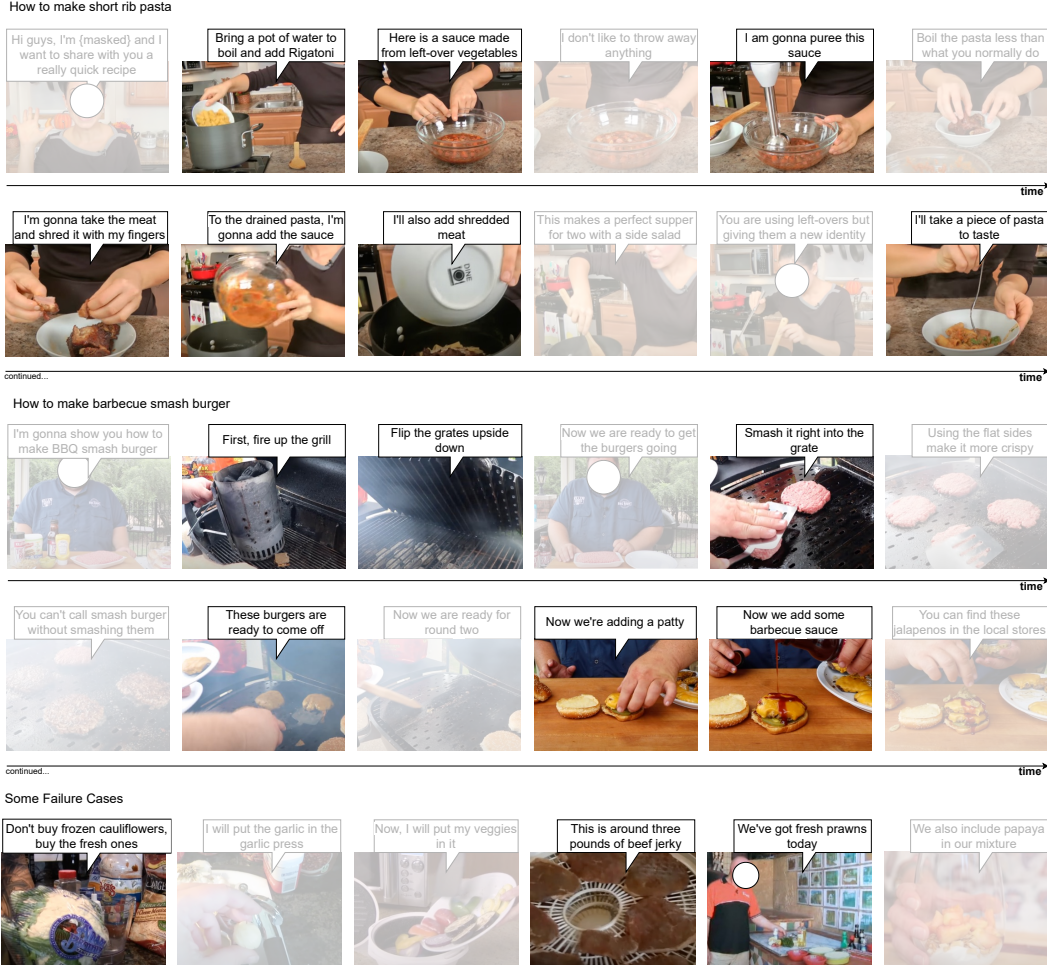 How to make short rib pasta
Hi guys, I'm {masked} and I
want to share with you a
really quick recipe
Bring a pot of water to
boil and add Rigatoni
Here is a sauce made
from left-over vegetables
I don't like to throw away
anything
I am gonna puree this
sauce
Boil the pasta less than
what you normally do
time
I'm gonna take the meat
and shred it with my fingers
To the drained pasta, I'm
gonna add the sauce
I'll also add shredded
meat
This makes a perfect supper
for two with a side salad
You are using left-overs but
giving them a new identity
I'll take a piece of pasta
to taste
DINE
continued...
time
How to make barbecue smash burger
I'm gonna show you how to
make BBQ smash burger
First, fire up the grill
Flip the grates upside
down
Now we are ready to get
the burgers going
Smash it right into the
grate
Using the flat sides
make it more crispy
time
You can't call smash burger
without smashing them
These burgers are
ready to come off
Now we are ready for
round two
Now we're adding a patty
Now we add some
barbecue sauce
You can find these
jalapenos in the local stores
continued...
time
Some Failure Cases
Don't buy frozen cauliflowers,
buy the fresh ones
I will put the garlic in the
garlic press
Now, I will put my veggies
in it
This is around three
pounds of beef jerky
We've got fresh prawns
today
We also include papaya
in our mixture